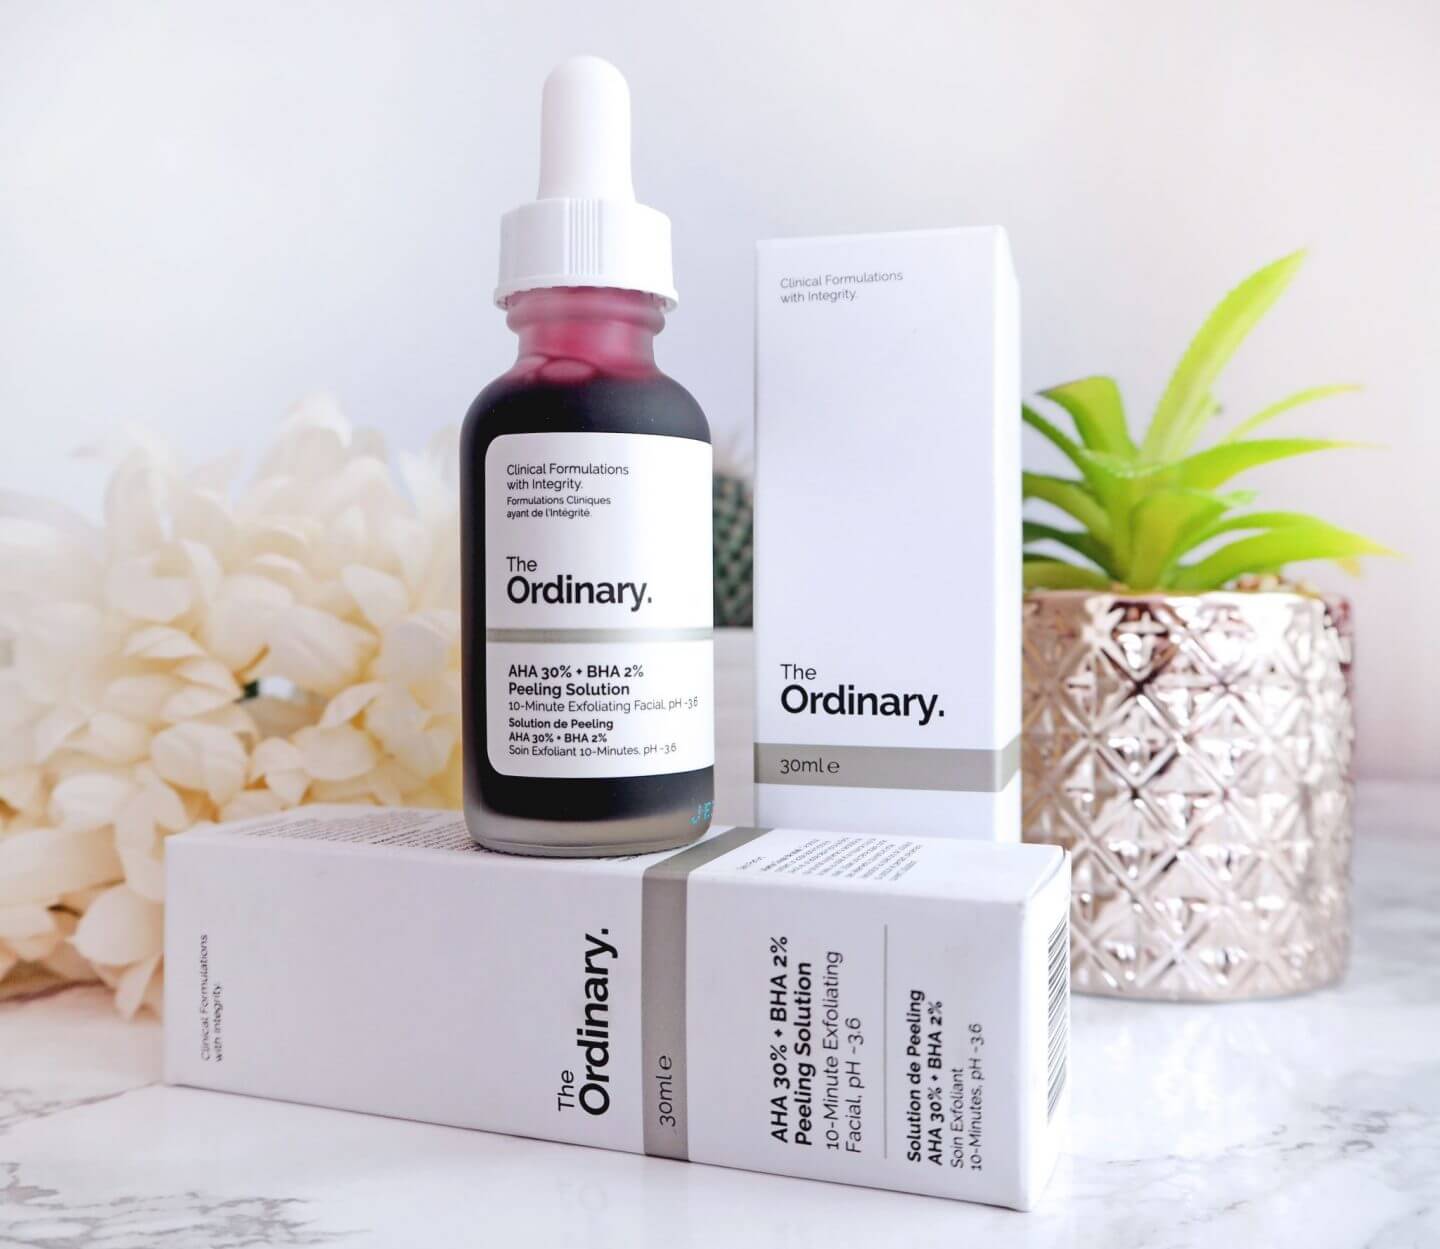 Clinical Formulations
with Integrity.
Formulations Cliniques
ayant de l'Intégrité.
The
Ordinary.
AHA 30% + BHA 2%
Peeling Solution
10-Minute Exfoliating Facial, pH ~3.6
Solution de Peeling
AHA 30% + BHA 2%
Soin Exfoliant 10-Minutes, pH ~3.6
Clinical Formulations
with Integrity.
The
Ordinary.
30ml e
Clinical Formulations
with Integrity.
The
Ordinary.
30ml e
AHA 30% + BHA 2%
Peeling Solution
10-Minute Exfoliating
Facial, pH ~3.6
Solution de Peeling
AHA 30% + BHA 2%
Soin Exfoliant
10-Minutes, pH ~3.6